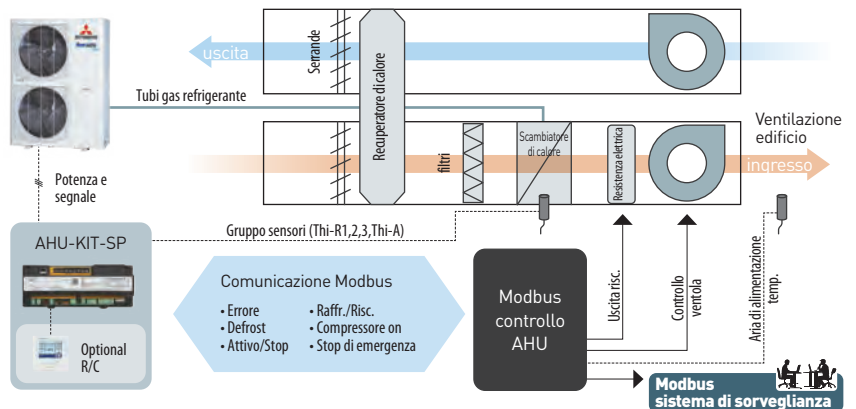 uscita
Serrande
Recuperatore di calore
Tubi gas refrigerante
filtri
Scambiatore
di calore
Resistenza elettrica
Ventilazione
edificio
ingresso
Potenza e
segnale
Gruppo sensori (Thi-R1,2,3,Thi-A)
AHU-KIT-SP
Optional
R/C
Comunicazione Modbus
• Errore
• Defrost
• Attivo/Stop
• Raffr./Risc.
• Compressore on
• Stop di emergenza
Modbus
controllo
AHU
Uscita risc.
Controllo
ventola
Aria di alimentazione
temp.
Modbus
sistema di sorveglianza